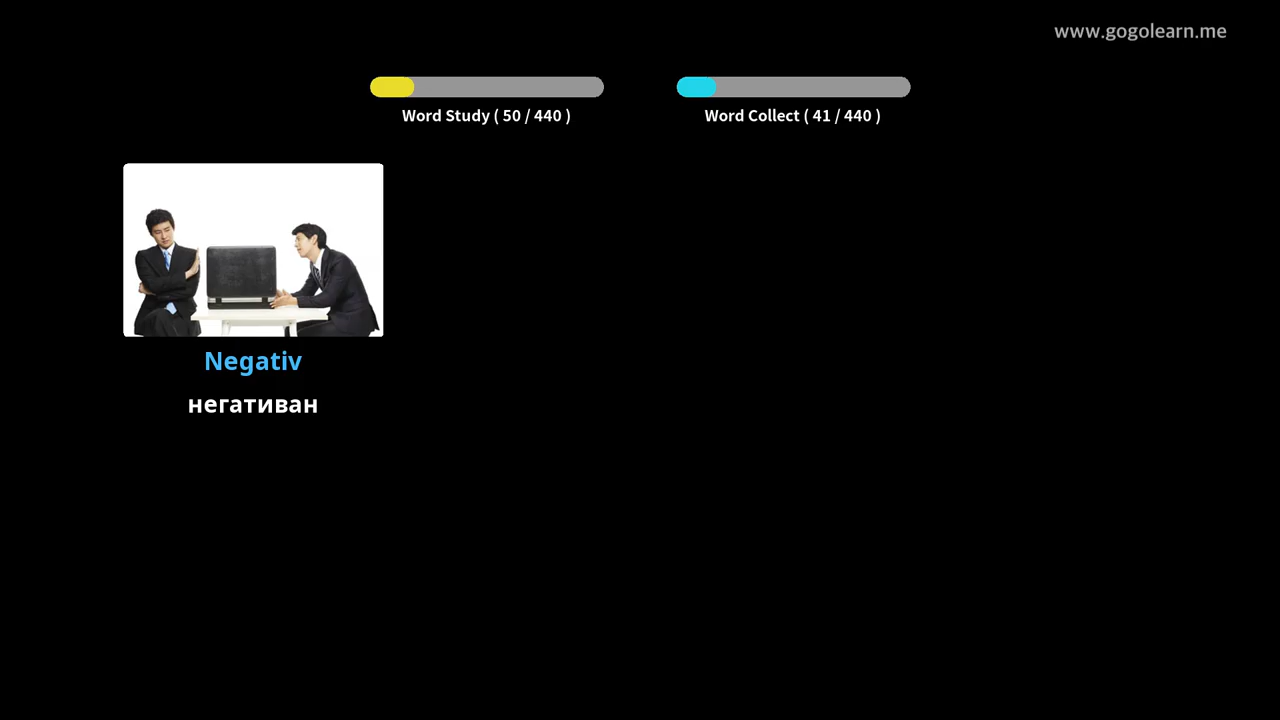 www.gogolearn.me
Word Study ( 50 / 440 )
Word Collect ( 41 / 440 )
Negativ
негативан